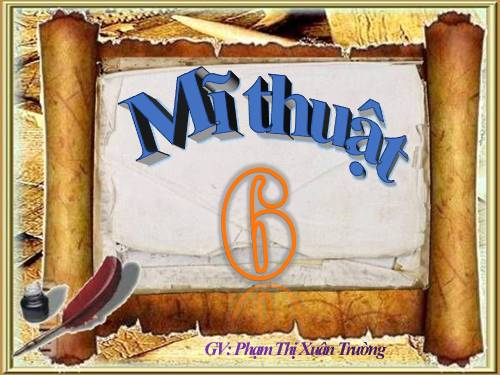 Mĩ thuật
6
GV: Phạm Thị Xuân Trường